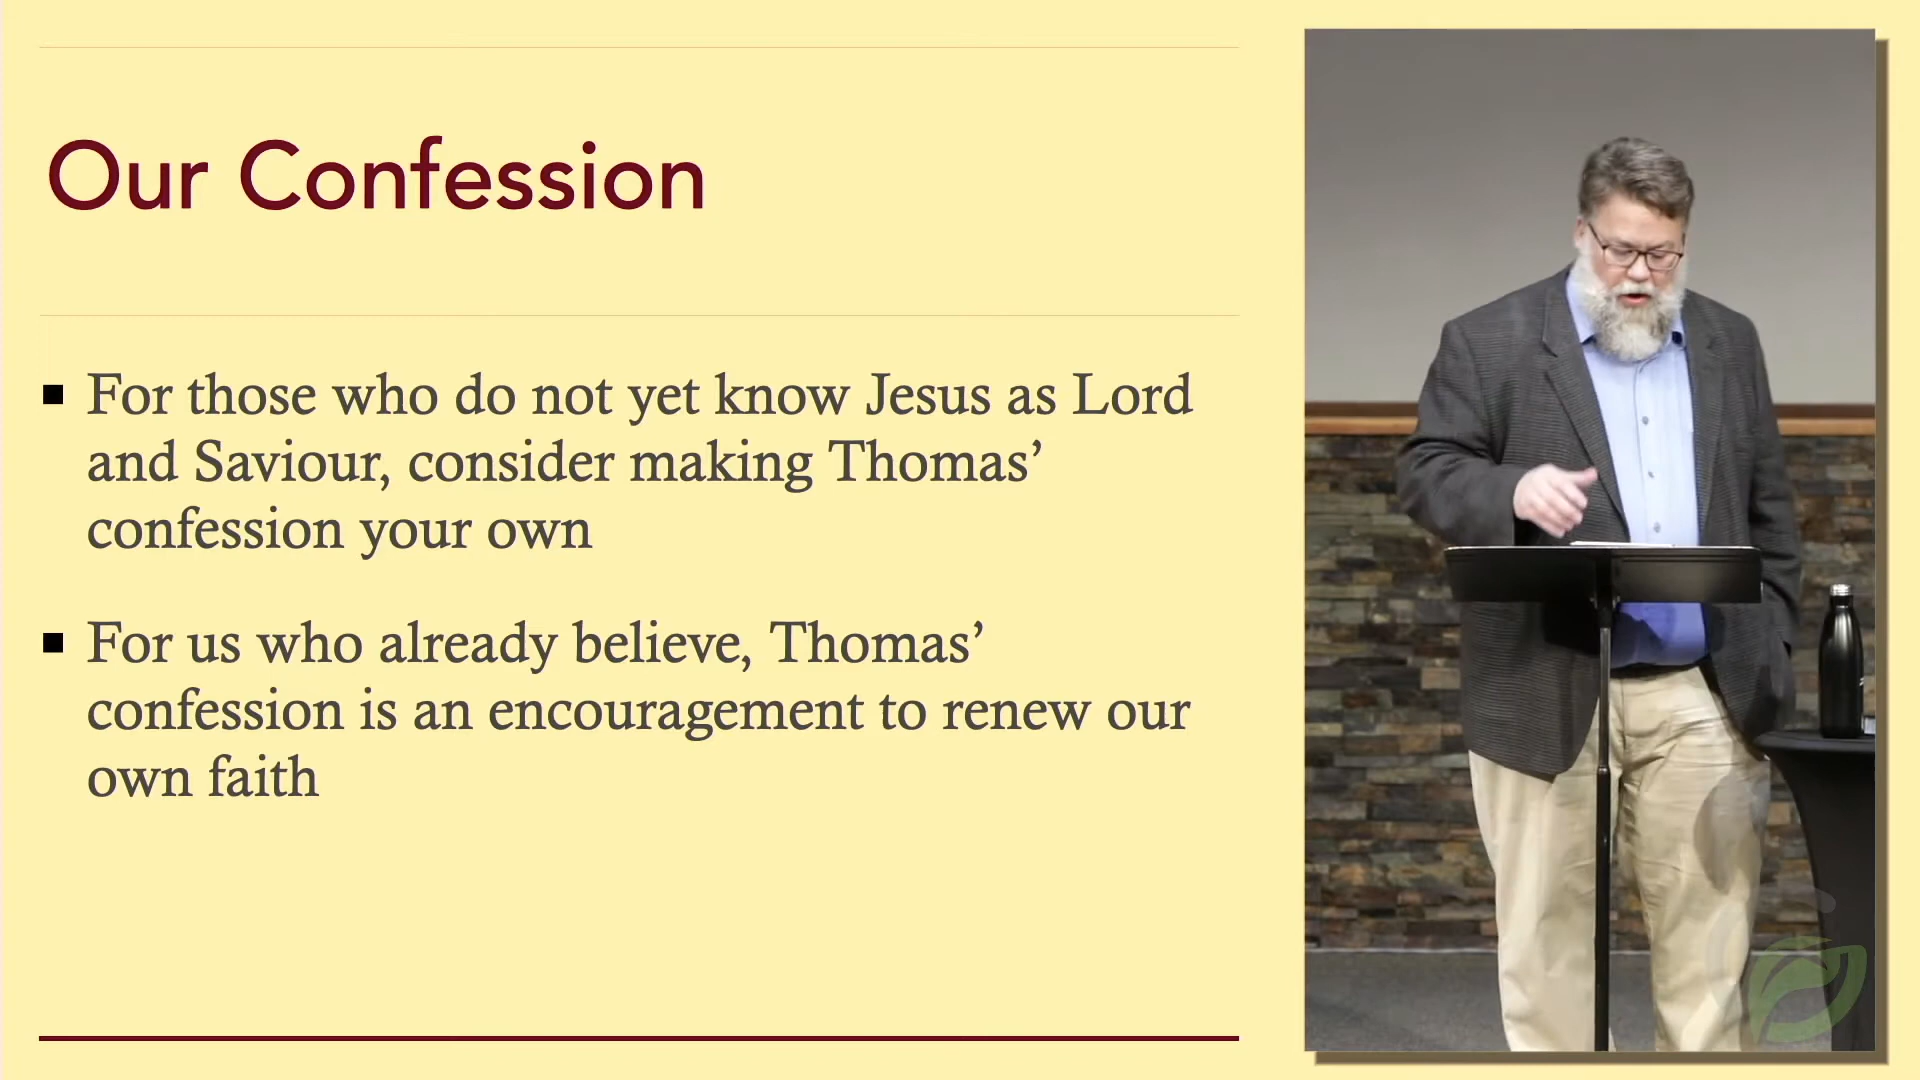 Our Confession
For those who do not yet know Jesus as Lord
and Saviour, consider making Thomas’
confession your own
For us who already believe, Thomas’
confession is an encouragement to renew our
own faith